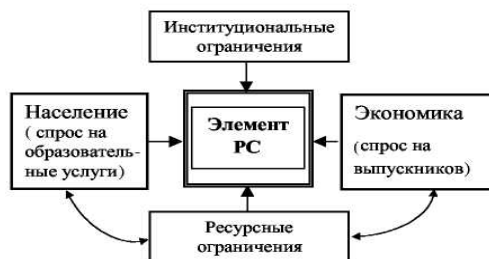 Институциональные
ограничения
Население
( спрос на
образователь-
ные услуги)
Элемент
РС
Экономика
(спрос на
выпускников)
Ресурсные
ограничения